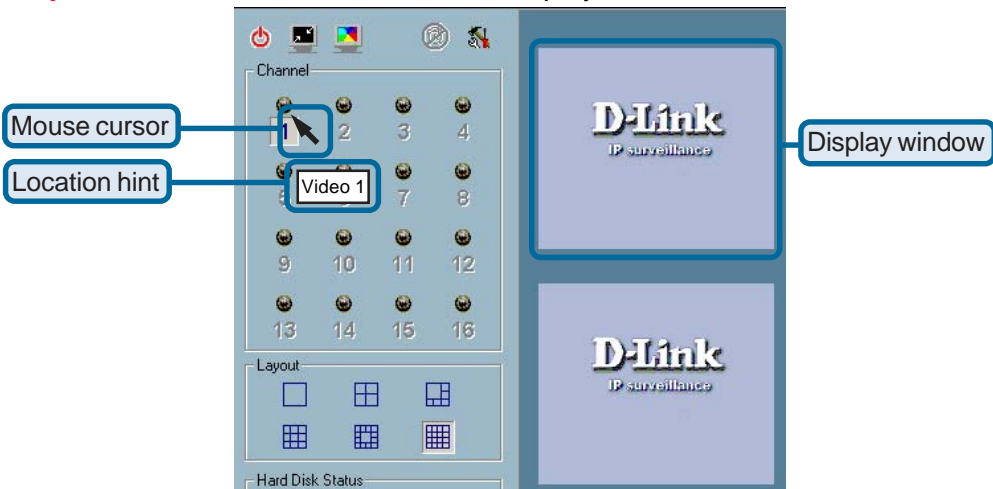 Channel
1 2 3 4
Mouse cursor
D-Link
IP surveillance
Display window
Location hint
Video 1
7 8
9 10 11 12
13 14 15 16
Layout
D-Link
IP surveillance
Hard Disk Status